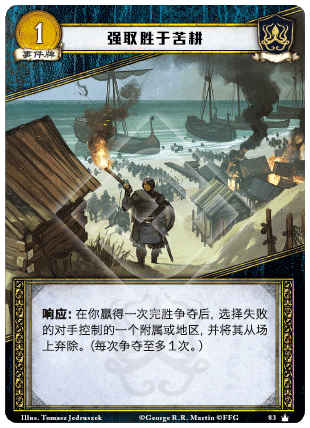 强取胜于苦耕
1
事件牌
响应: 在你赢得一次完胜争夺后, 选择失败
的对手控制的一个附属或地区, 并将其从场
上弃除。(每次争夺至多1次。)
Illus. Tomasz Jedruszek ©George R.R. Martin ©FFG 83